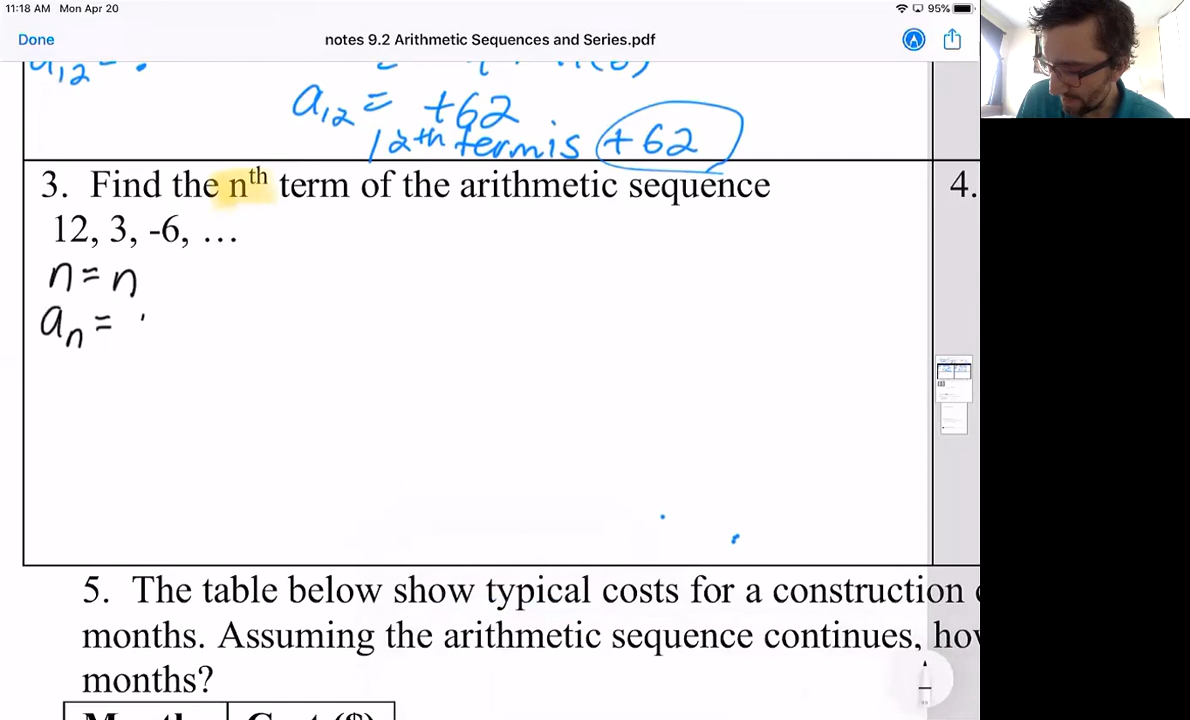 11:18 AM Mon Apr 20
95%
Done
notes 9.2 Arithmetic Sequences and Series.pdf
a₁₂ = +62
12th term is +62
3. Find the nᵗʰ term of the arithmetic sequence
4.
12, 3, -6, …
n = n
aₙ =
5. The table below show typical costs for a construction
months. Assuming the arithmetic sequence continues,
months?
Cost ($)